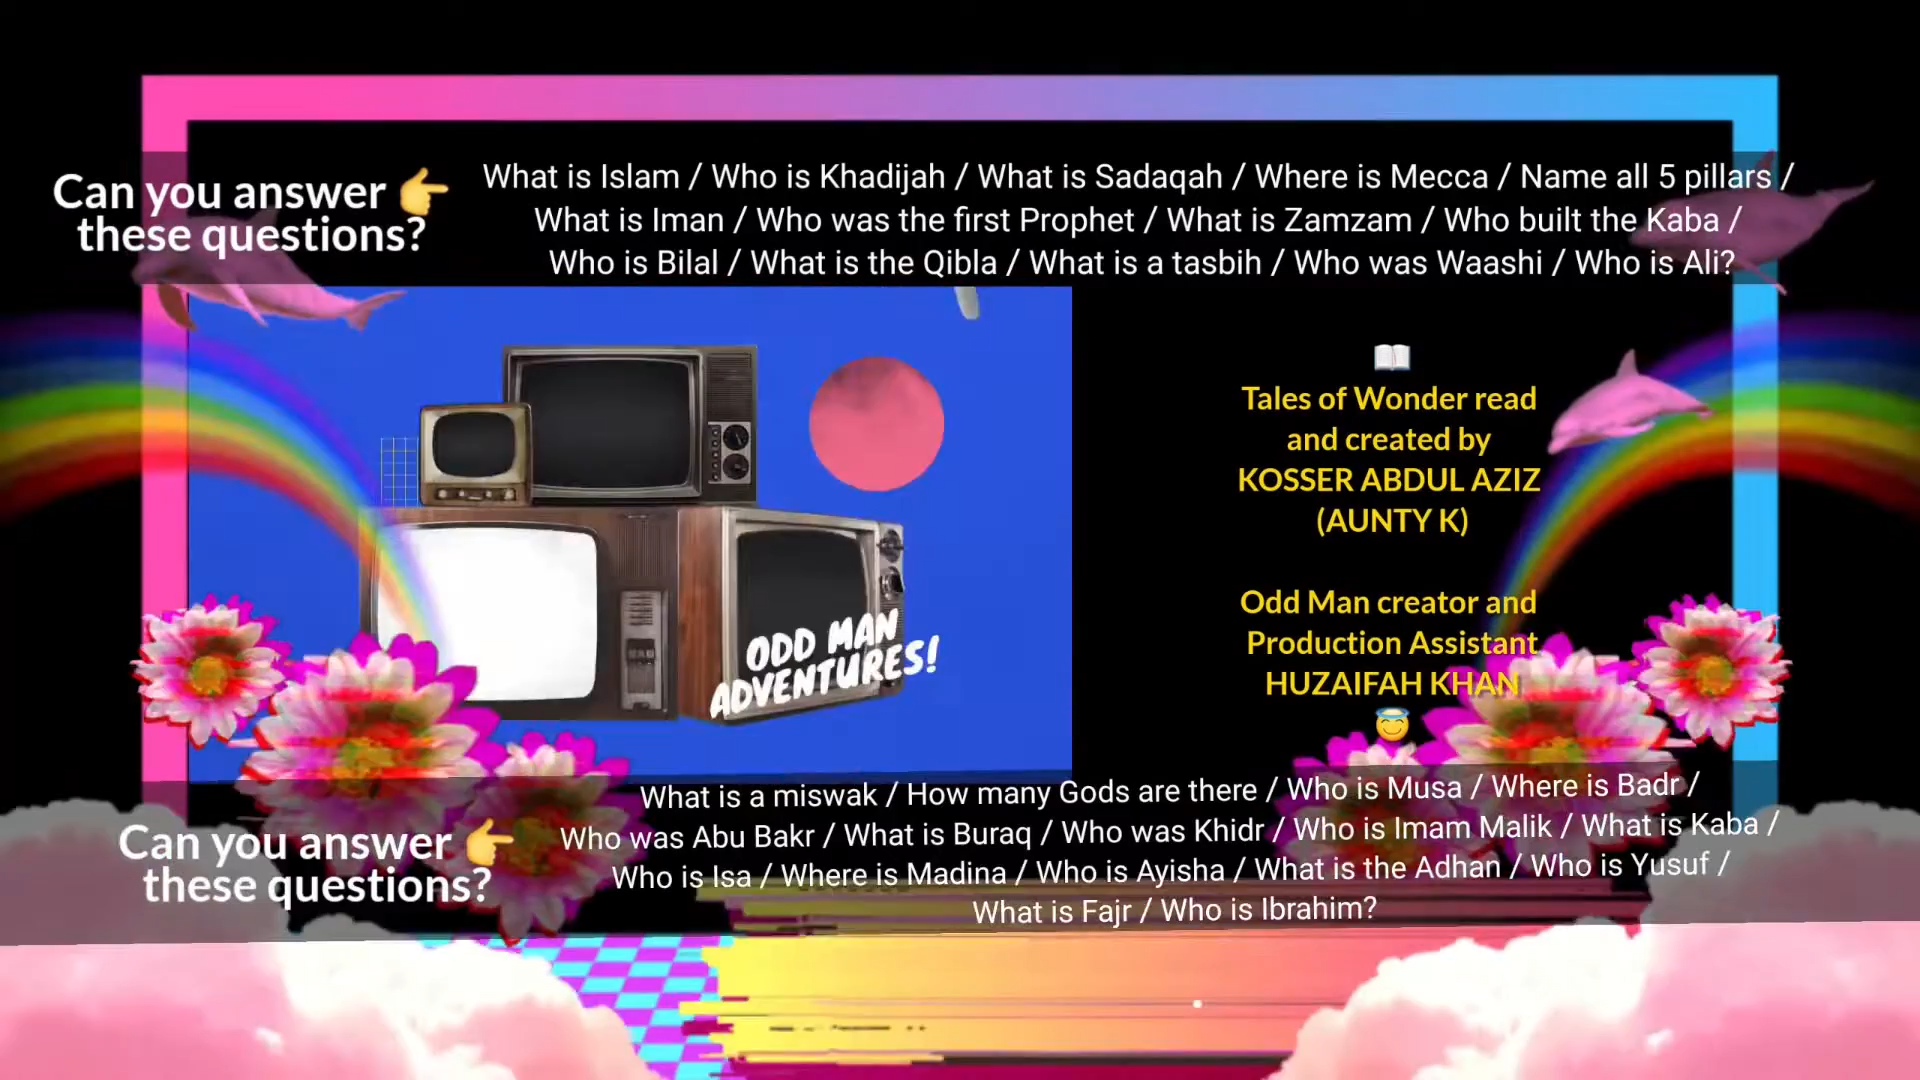 Can you answer 👉
these questions?
What is Islam / Who is Khadijah / What is Sadaqah / Where is Mecca / Name all 5 pillars /
What is Iman / Who was the first Prophet / What is Zamzam / Who built the Kaba /
Who is Bilal / What is the Qibla / What is a tasbih / Who was Waashi / Who is Ali?
ODD MAN
ADVENTURES!
📖
Tales of Wonder read
and created by
KOSSER ABDUL AZIZ
(AUNTY K)
Odd Man creator and
Production Assistant
HUZAIFAH KHAN
😇
Can you answer 👉
these questions?
What is a miswak / How many Gods are there / Who is Musa / Where is Badr /
Who was Abu Bakr / What is Buraq / Who was Khidr / Who is Imam Malik / What is Kaba /
Who is Isa / Where is Madina / Who is Ayisha / What is the Adhan / Who is Yusuf /
What is Fajr / Who is Ibrahim?